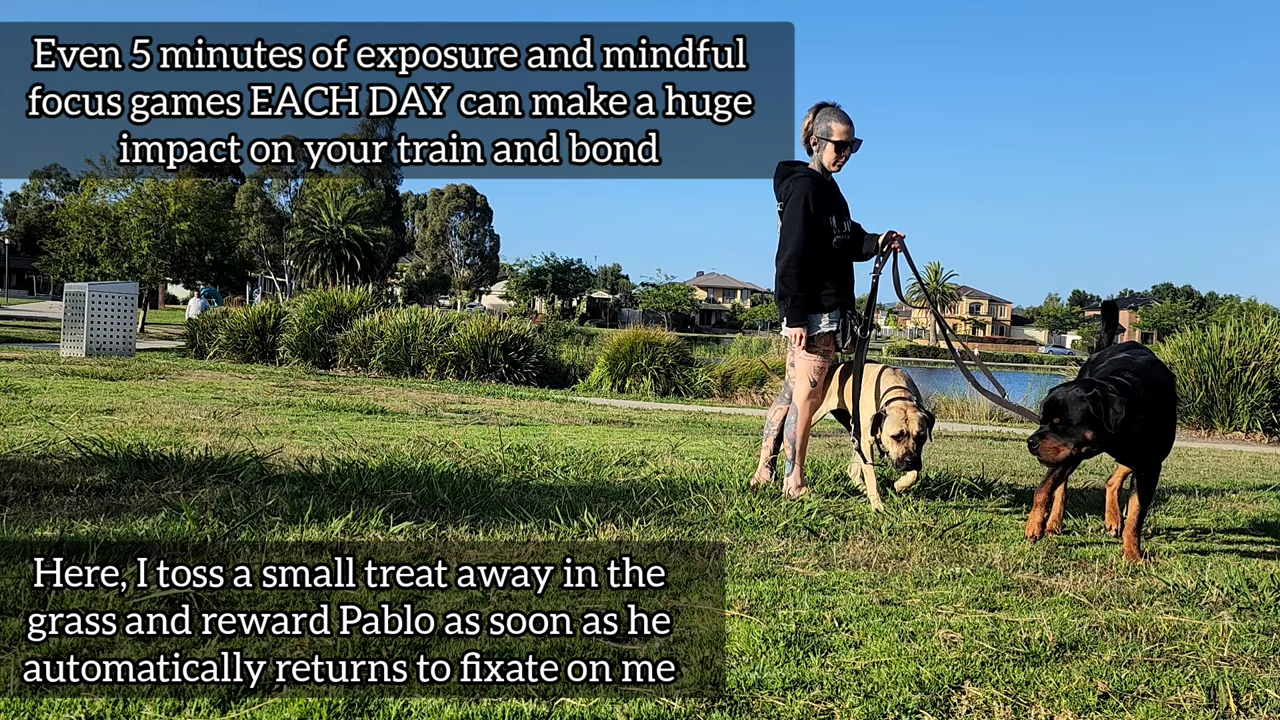 Even 5 minutes of exposure and mindful
focus games EACH DAY can make a huge
impact on your train and bond
Here, I toss a small treat away in the
grass and reward Pablo as soon as he
automatically returns to fixate on me